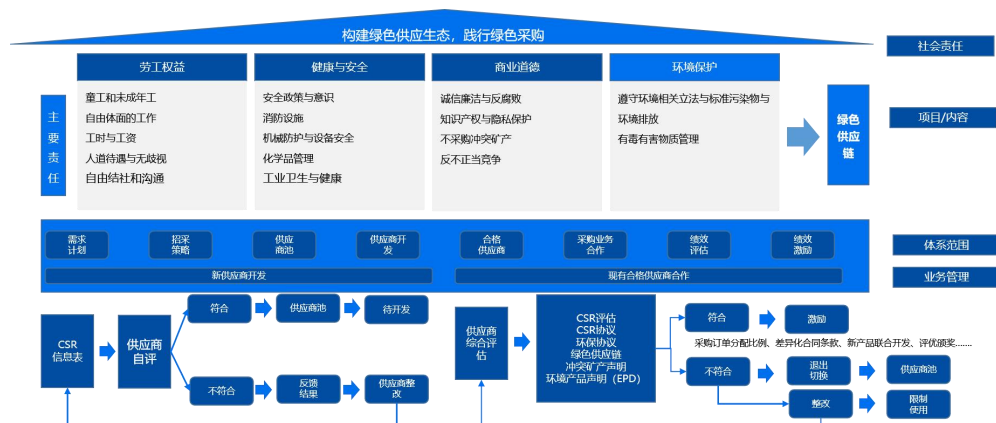 构建绿色供应生态，践行绿色采购
社会责任
劳工权益
健康与安全
商业道德
环境保护
主要责任
童工和未成年工
自由体面的工作
工时与工资
人道待遇与无歧视
自由结社和沟通
安全政策与意识
消防设施
机械防护与设备安全
化学品管理
工业卫生与健康
诚信廉洁与反腐败
知识产权与隐私保护
不采购冲突矿产
反不正当竞争
遵守环境相关立法与标准污染物与
环境排放
有毒有害物质管理
绿色
供应
链
项目/内容
需求
计划
招采
策略
供应
商池
供应商开
发
合格
供应商
采购业务
合作
绩效
评估
绩效
激励
体系范围
新供应商开发
现有合格供应商合作
业务管理
CSR
信息表
供应商
自评
符合
供应商池
待开发
不符合
反馈
结果
供应商整
改
供应商
综合评
估
CSR评估
CSR协议
环保协议
绿色供应链
冲突矿产声明
环境产品声明（EPD）
符合
激励
采购订单分配比例、差异化合同条款、新产品联合开发、评优颁奖......
不符合
退出
切换
供应商池
整改
限制
使用